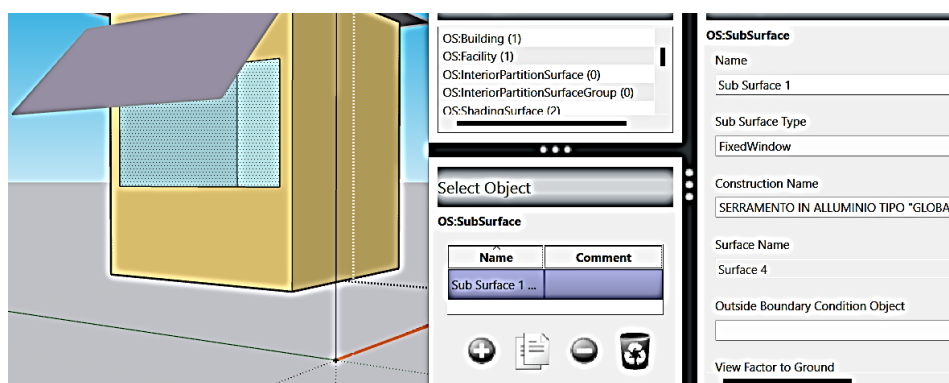 OS:Building (1)
OS:Facility (1)
OS:InteriorPartitionSurface (0)
OS:InteriorPartitionSurfaceGroup (0)
OS:ShadingSurface (2)
Select Object
OS:SubSurface
Name Comment
Sub Surface 1 ...
OS:SubSurface
Name
Sub Surface 1
Sub Surface Type
FixedWindow
Construction Name
SERRAMENTO IN ALLUMINIO TIPO "GLOBA
Surface Name
Surface 4
Outside Boundary Condition Object
View Factor to Ground